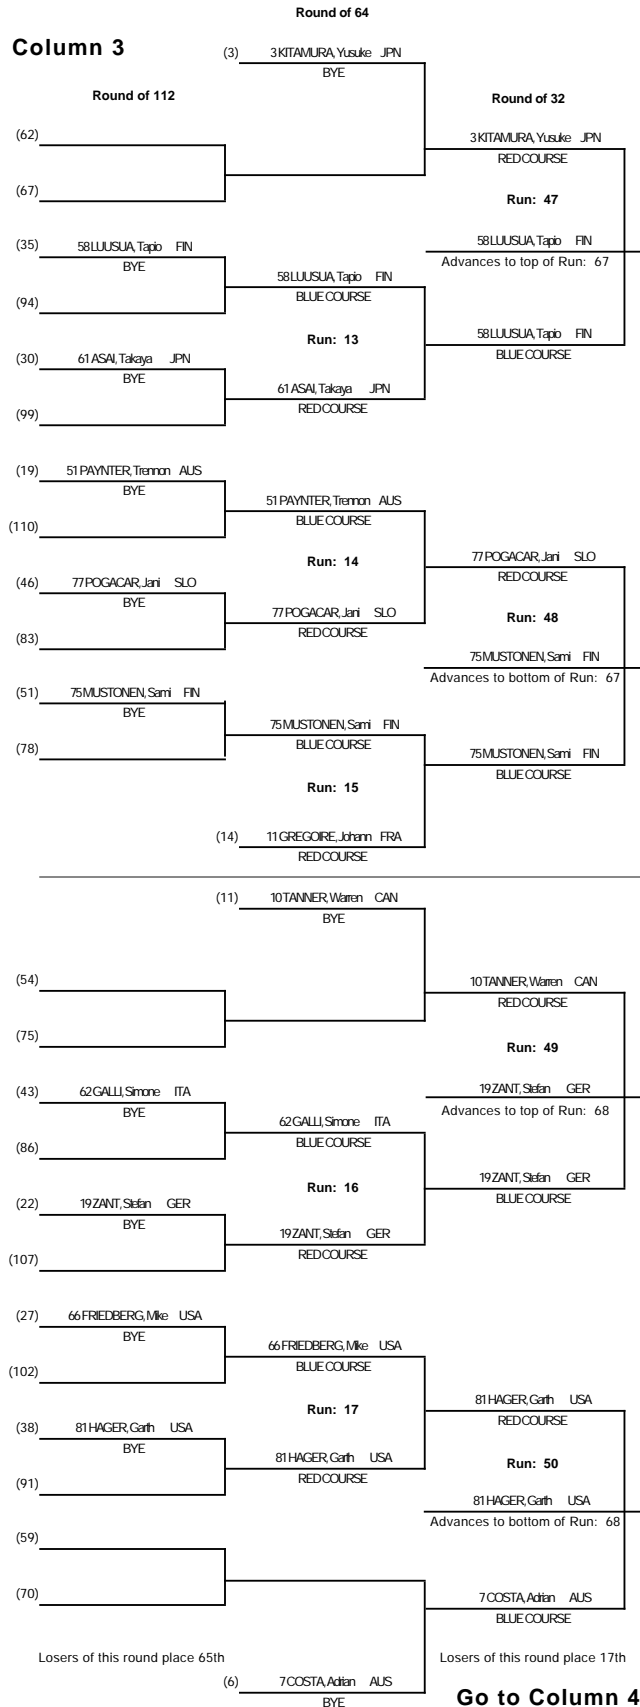 Round of 64
Column 3
(3) 3 KITAMURA, Yusuke JPN
BYE
Round of 112
Round of 32
(62)
3 KITAMURA, Yusuke JPN
RED COURSE
(67)
Run: 47
(35) 58 LUUSUA, Tapio FIN
BYE
58 LUUSUA, Tapio FIN
Advances to top of Run: 67
58 LUUSUA, Tapio FIN
BLUE COURSE
(94)
Run: 13
58 LUUSUA, Tapio FIN
BLUE COURSE
(30) 61 ASAI, Takaya JPN
BYE
61 ASAI, Takaya JPN
RED COURSE
(99)
(19) 51 PAYNTER, Trennon AUS
BYE
51 PAYNTER, Trennon AUS
BLUE COURSE
(110)
Run: 14
77 POGACAR, Jani SLO
RED COURSE
(46) 77 POGACAR, Jani SLO
BYE
77 POGACAR, Jani SLO
RED COURSE
Run: 48
(83)
75 MUSTONEN, Sami FIN
Advances to bottom of Run: 67
(51) 75 MUSTONEN, Sami FIN
BYE
75 MUSTONEN, Sami FIN
BLUE COURSE
(78)
75 MUSTONEN, Sami FIN
BLUE COURSE
Run: 15
(14) 11 GREGOIRE, Johann FRA
RED COURSE
(11) 10 TANNER, Warren CAN
BYE
(54)
10 TANNER, Warren CAN
RED COURSE
(75)
Run: 49
(43) 62 GALLI, Simone ITA
BYE
19 ZANT, Stefan GER
Advances to top of Run: 68
62 GALLI, Simone ITA
BLUE COURSE
(86)
Run: 16
19 ZANT, Stefan GER
BLUE COURSE
(22) 19 ZANT, Stefan GER
BYE
19 ZANT, Stefan GER
RED COURSE
(107)
(27) 66 FRIEDBERG, Mike USA
BYE
66 FRIEDBERG, Mike USA
BLUE COURSE
(102)
Run: 17
81 HAGER, Garth USA
RED COURSE
(38) 81 HAGER, Garth USA
BYE
81 HAGER, Garth USA
RED COURSE
Run: 50
(91)
81 HAGER, Garth USA
Advances to bottom of Run: 68
(59)
(70)
7 COSTA, Adrian AUS
BLUE COURSE
Losers of this round place 65th
Losers of this round place 17th
(6) 7 COSTA, Adrian AUS
BYE
Go to Column 4